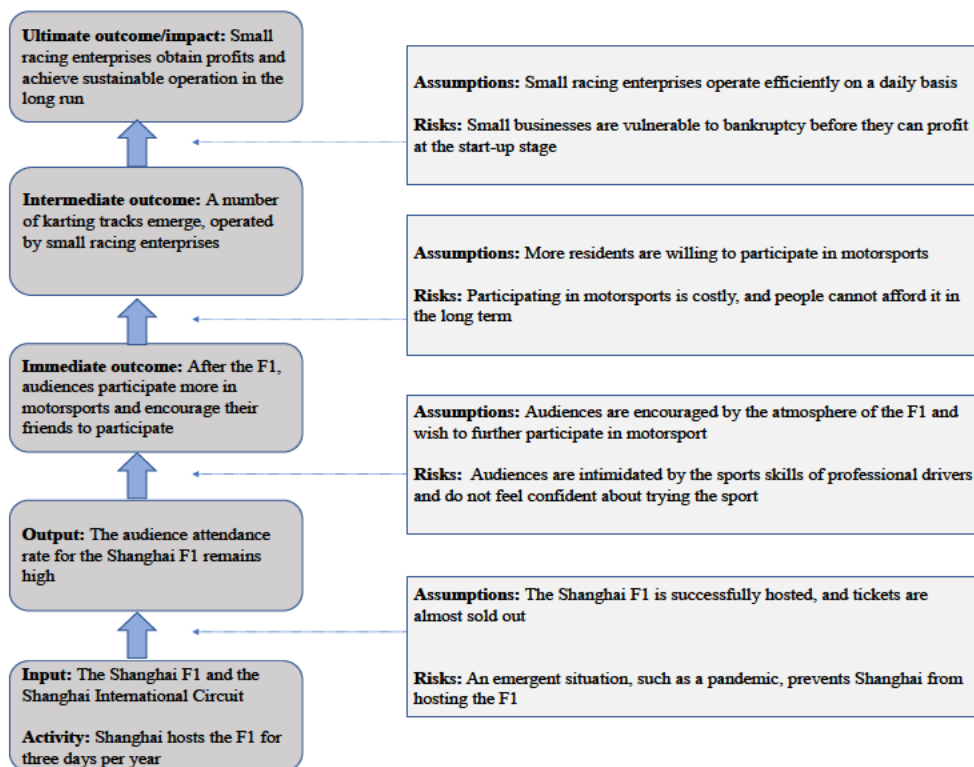 Ultimate outcome/impact: Small
racing enterprises obtain profits and
achieve sustainable operation in the
long run
Assumptions: Small racing enterprises operate efficiently on a daily basis
Risks: Small businesses are vulnerable to bankruptcy before they can profit
at the start-up stage
Intermediate outcome: A number
of karting tracks emerge, operated
by small racing enterprises
Assumptions: More residents are willing to participate in motorsports
Risks: Participating in motorsports is costly, and people cannot afford it in
the long term
Immediate outcome: After the F1,
audiences participate more in
motorsports and encourage their
friends to participate
Assumptions: Audiences are encouraged by the atmosphere of the F1 and
wish to further participate in motorsport
Risks: Audiences are intimidated by the sports skills of professional drivers
and do not feel confident about trying the sport
Output: The audience attendance
rate for the Shanghai F1 remains
high
Assumptions: The Shanghai F1 is successfully hosted, and tickets are
almost sold out
Risks: An emergent situation, such as a pandemic, prevents Shanghai from
hosting the F1
Input: The Shanghai F1 and the
Shanghai International Circuit
Activity: Shanghai hosts the F1 for
three days per year